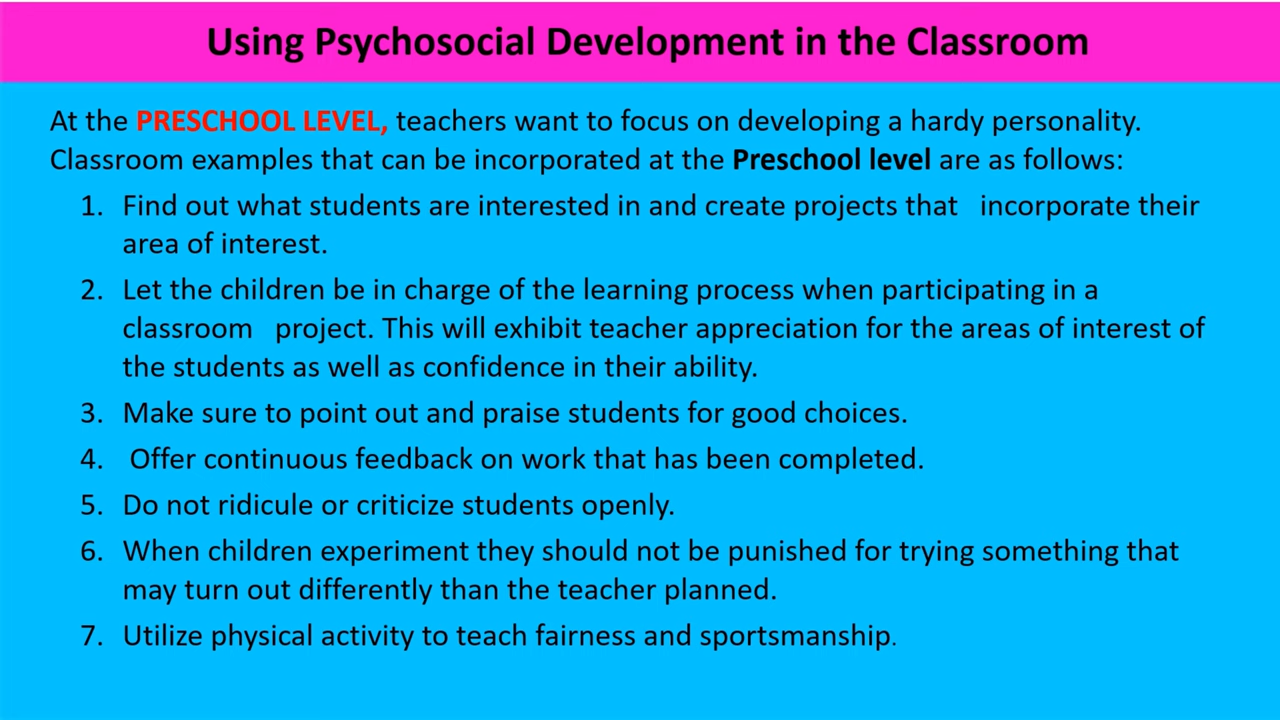 Using Psychosocial Development in the Classroom
At the PRESCHOOL LEVEL, teachers want to focus on developing a hardy personality.
Classroom examples that can be incorporated at the Preschool level are as follows:
1. Find out what students are interested in and create projects that   incorporate their
area of interest.
2. Let the children be in charge of the learning process when participating in a
classroom   project. This will exhibit teacher appreciation for the areas of interest of
the students as well as confidence in their ability.
3. Make sure to point out and praise students for good choices.
4.  Offer continuous feedback on work that has been completed.
5. Do not ridicule or criticize students openly.
6. When children experiment they should not be punished for trying something that
may turn out differently than the teacher planned.
7. Utilize physical activity to teach fairness and sportsmanship.